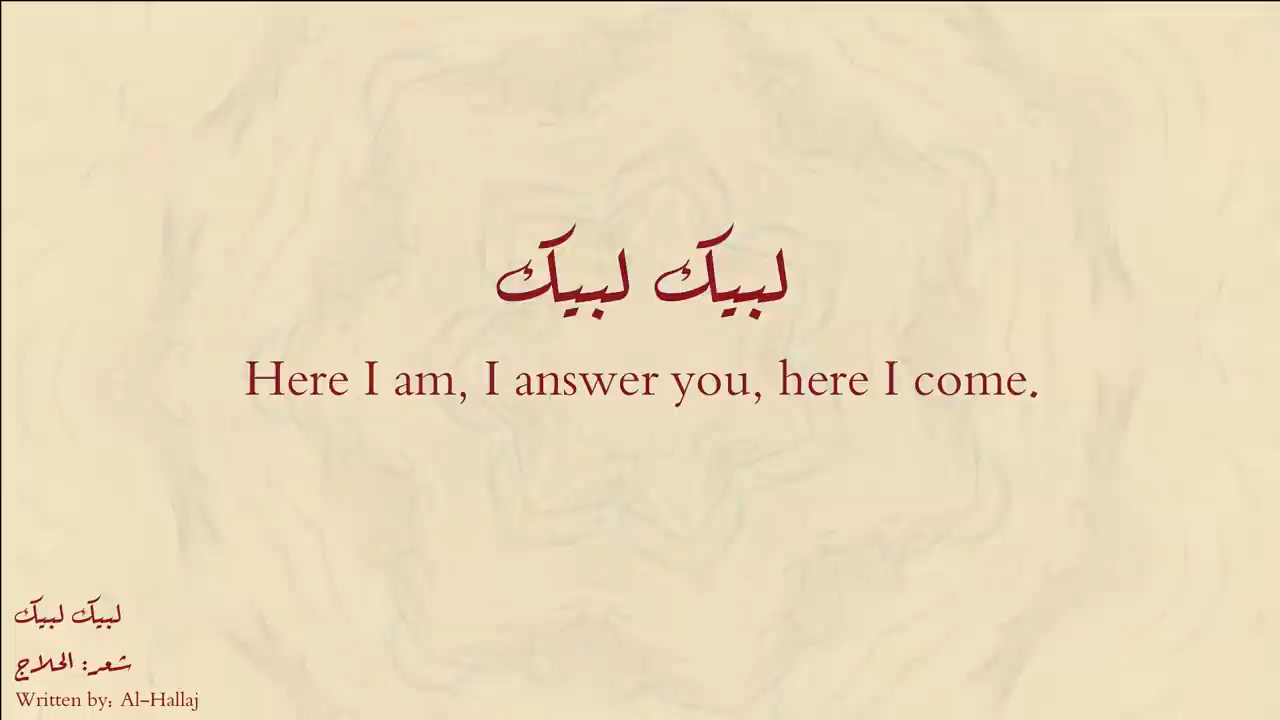 لبيك لبيك
Here I am, I answer you, here I come.
لبيك لبيك
شعر: الحلاج
Written by: Al-Hallaj